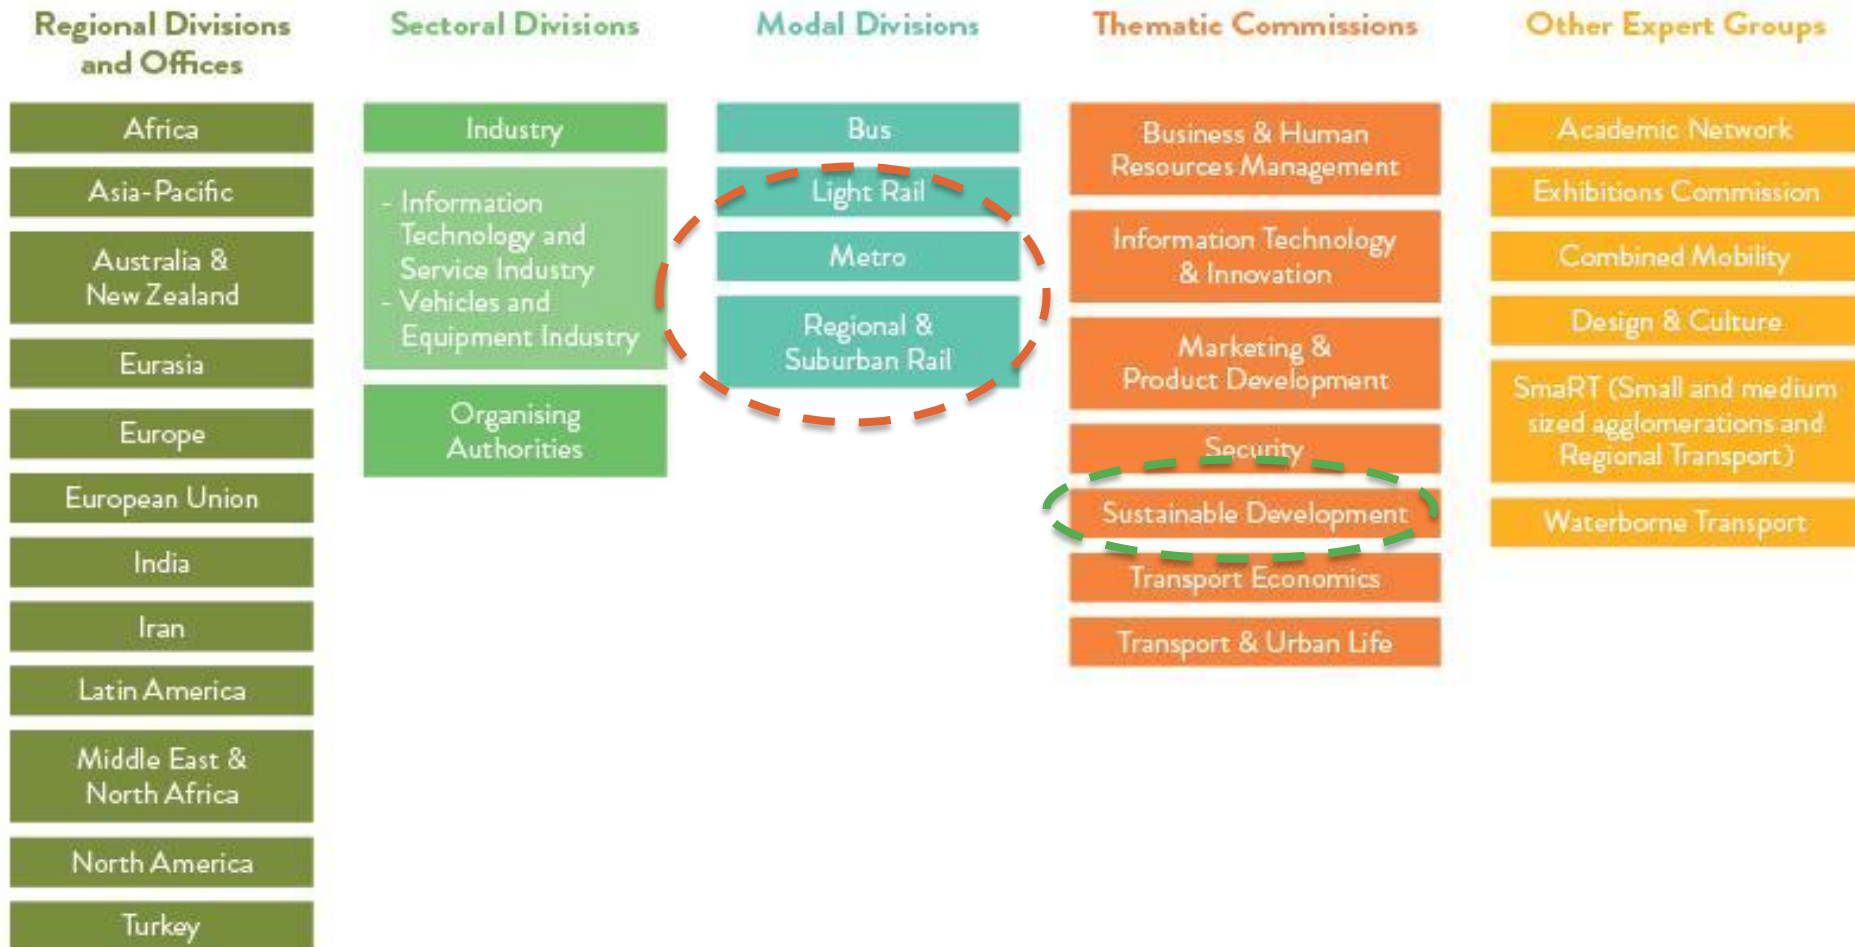 Regional Divisions
and Offices
Africa
Asia-Pacific
Australia &
New Zealand
Eurasia
Europe
European Union
India
Iran
Latin America
Middle East &
North Africa
North America
Turkey
Sectoral Divisions
Industry
- Information
Technology and
Service Industry
- Vehicles and
Equipment Industry
Organising
Authorities
Modal Divisions
Bus
Light Rail
Metro
Regional &
Suburban Rail
Thematic Commissions
Business & Human
Resources Management
Information Technology
& Innovation
Marketing &
Product Development
Security
Sustainable Development
Transport Economics
Transport & Urban Life
Other Expert Groups
Academic Network
Exhibitions Commission
Combined Mobility
Design & Culture
SmaRT (Small and medium
sized agglomerations and
Regional Transport)
Waterborne Transport